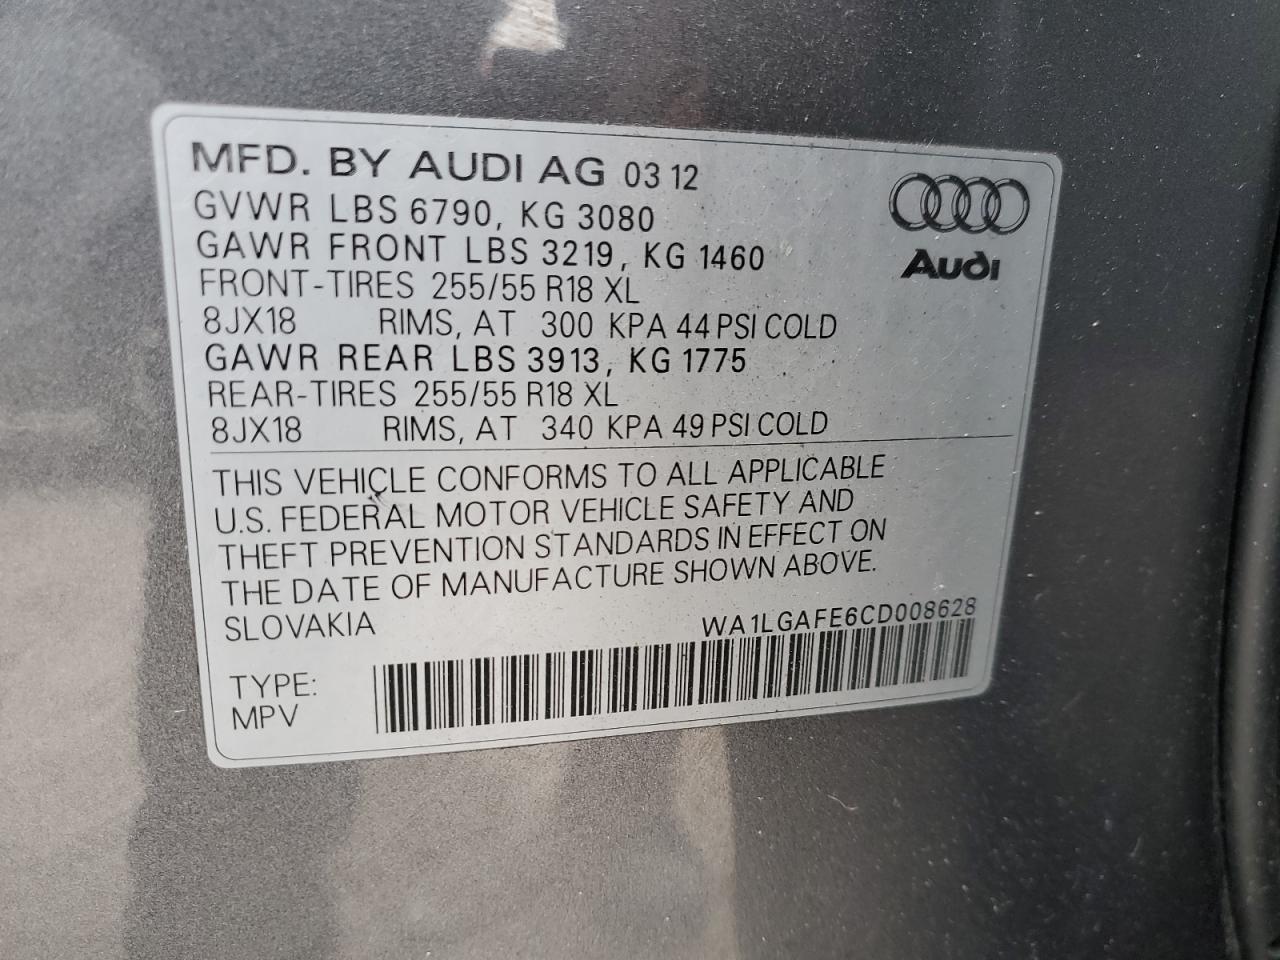 MFD. BY AUDI AG 03 12
GVWR LBS 6790, KG 3080
GAWR FRONT LBS 3219, KG 1460
FRONT-TIRES 255/55 R18 XL
8JX18 RIMS, AT 300 KPA 44 PSI COLD
GAWR REAR LBS 3913, KG 1775
REAR-TIRES 255/55 R18 XL
8JX18 RIMS, AT 340 KPA 49 PSI COLD
Audi
THIS VEHICLE CONFORMS TO ALL APPLICABLE
U.S. FEDERAL MOTOR VEHICLE SAFETY AND
THEFT PREVENTION STANDARDS IN EFFECT ON
THE DATE OF MANUFACTURE SHOWN ABOVE.
SLOVAKIA WA1LGAFE6CD008628
TYPE:
MPV